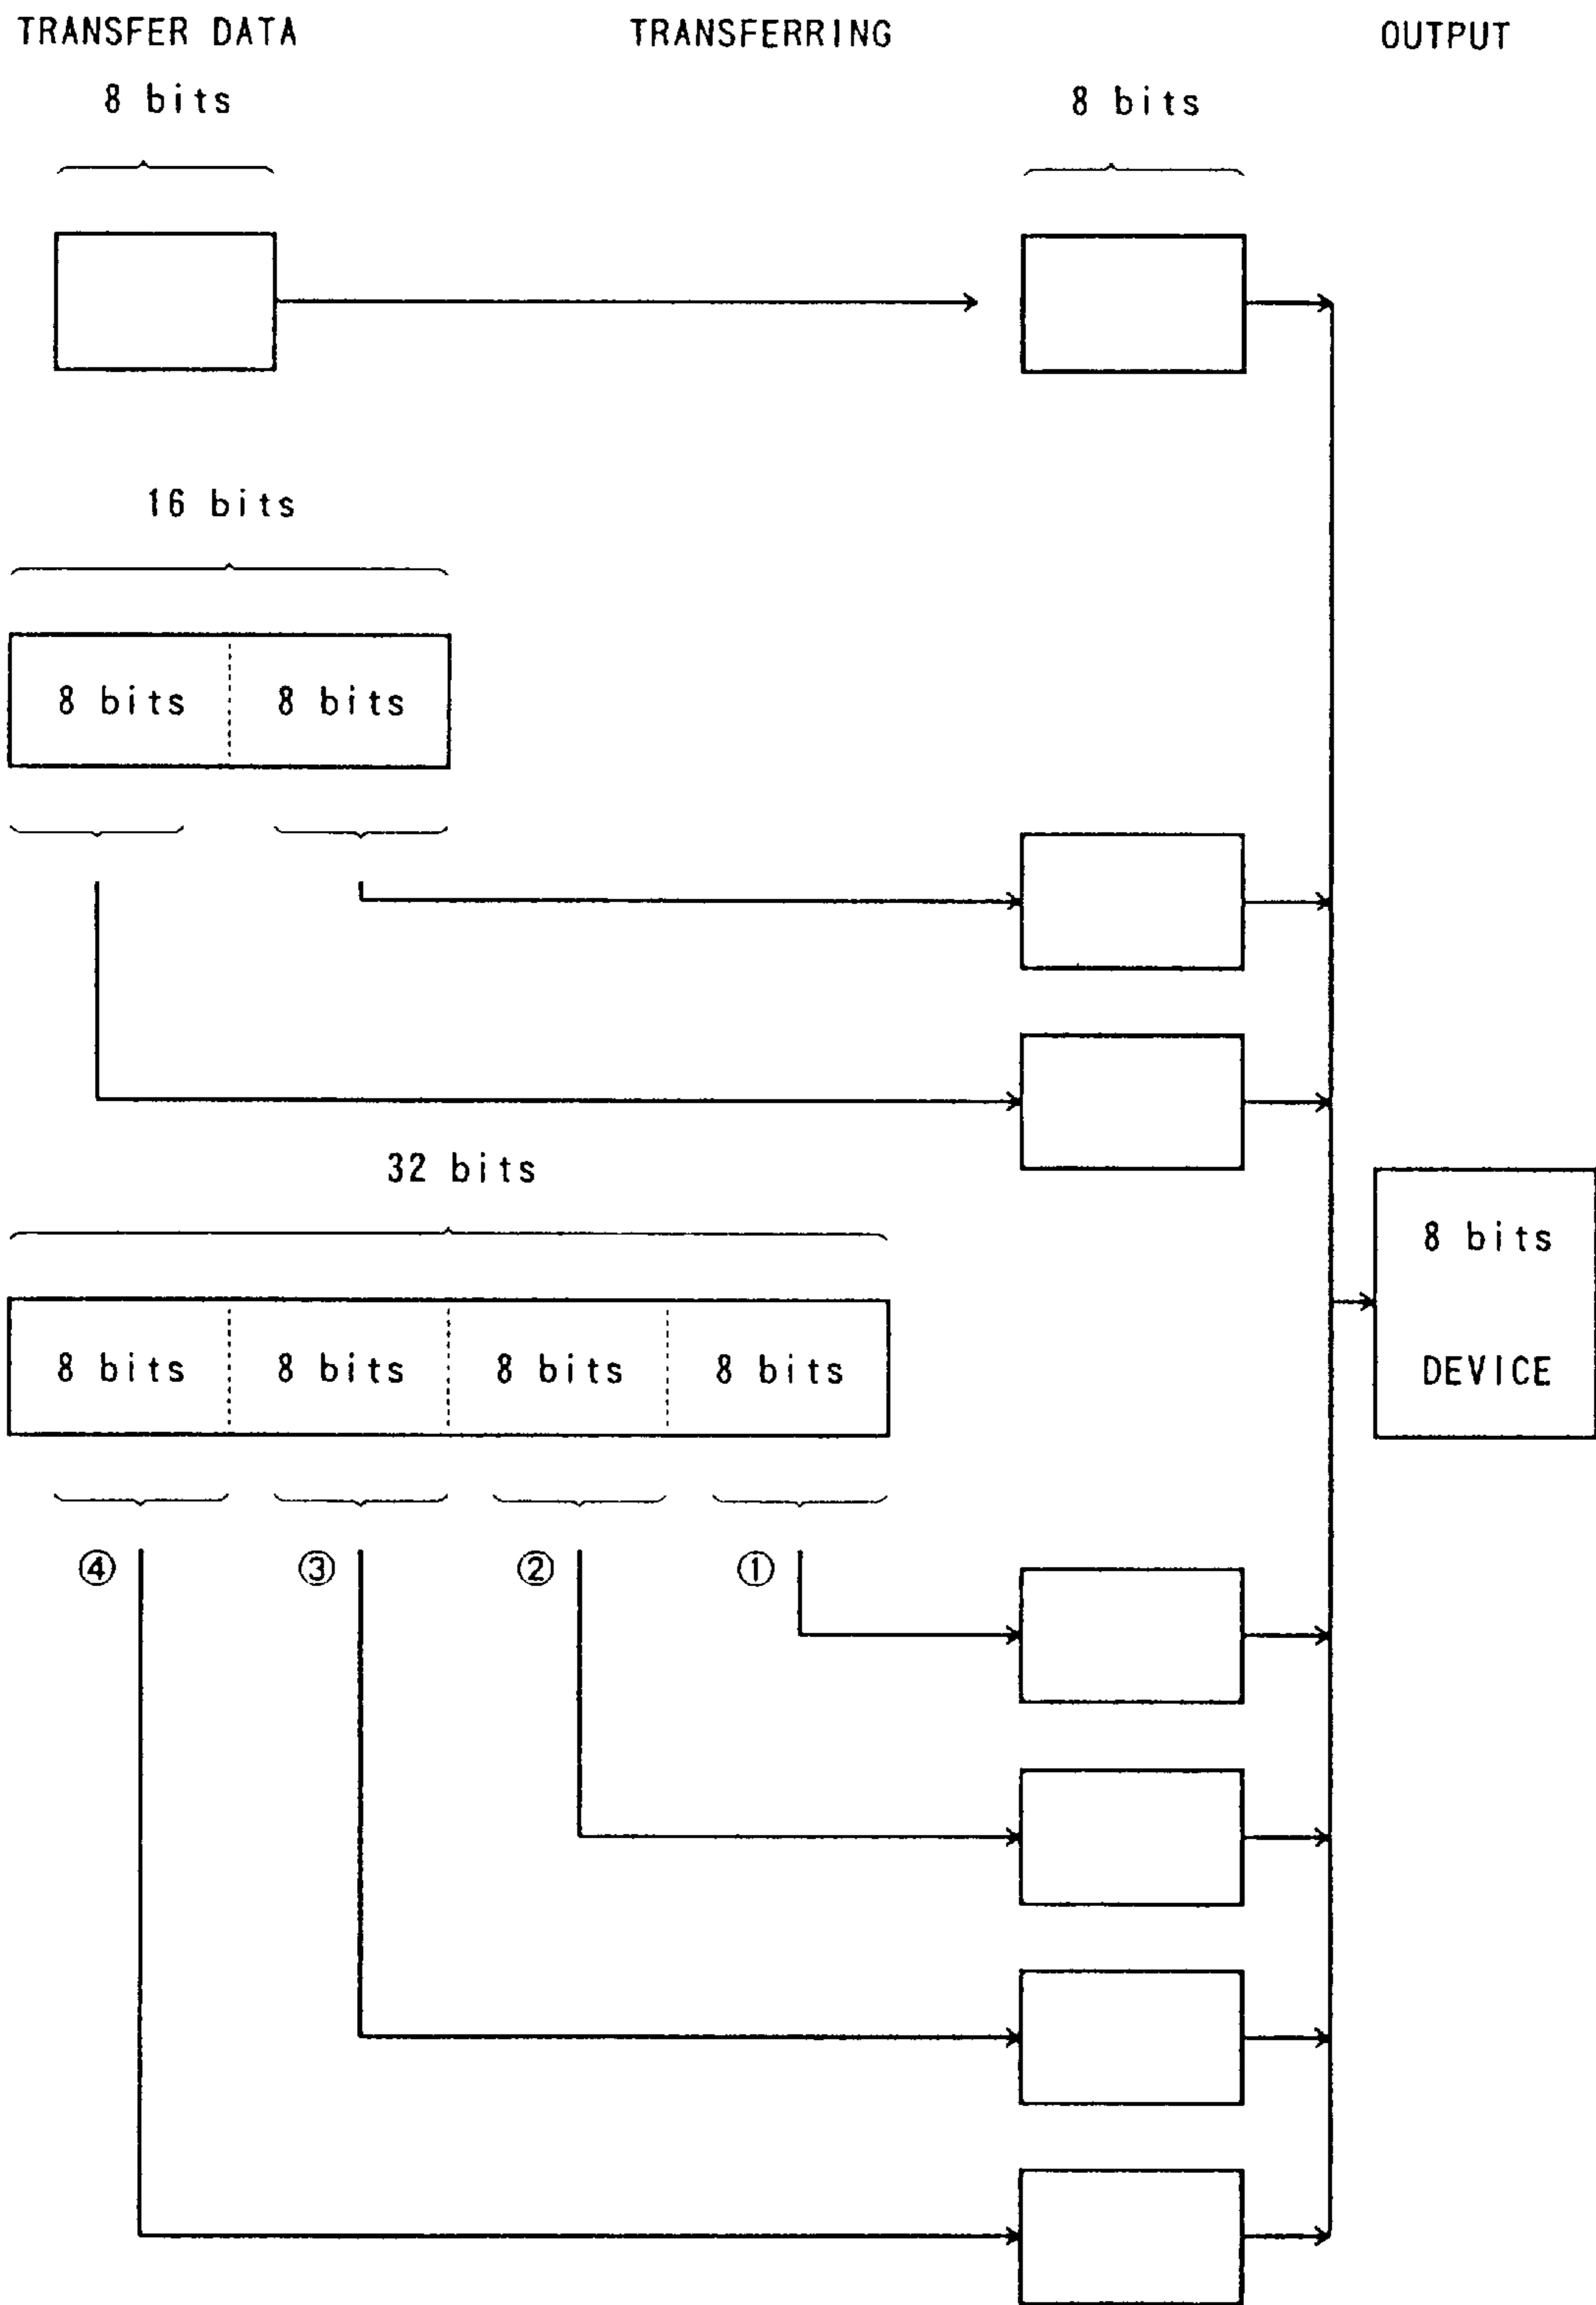 TRANSFER DATA TRANSFERRING OUTPUT
8 bits 8 bits
16 bits
8 bits 8 bits
32 bits
8 bits 8 bits 8 bits 8 bits
8 bits
DEVICE
④ ③ ② ①